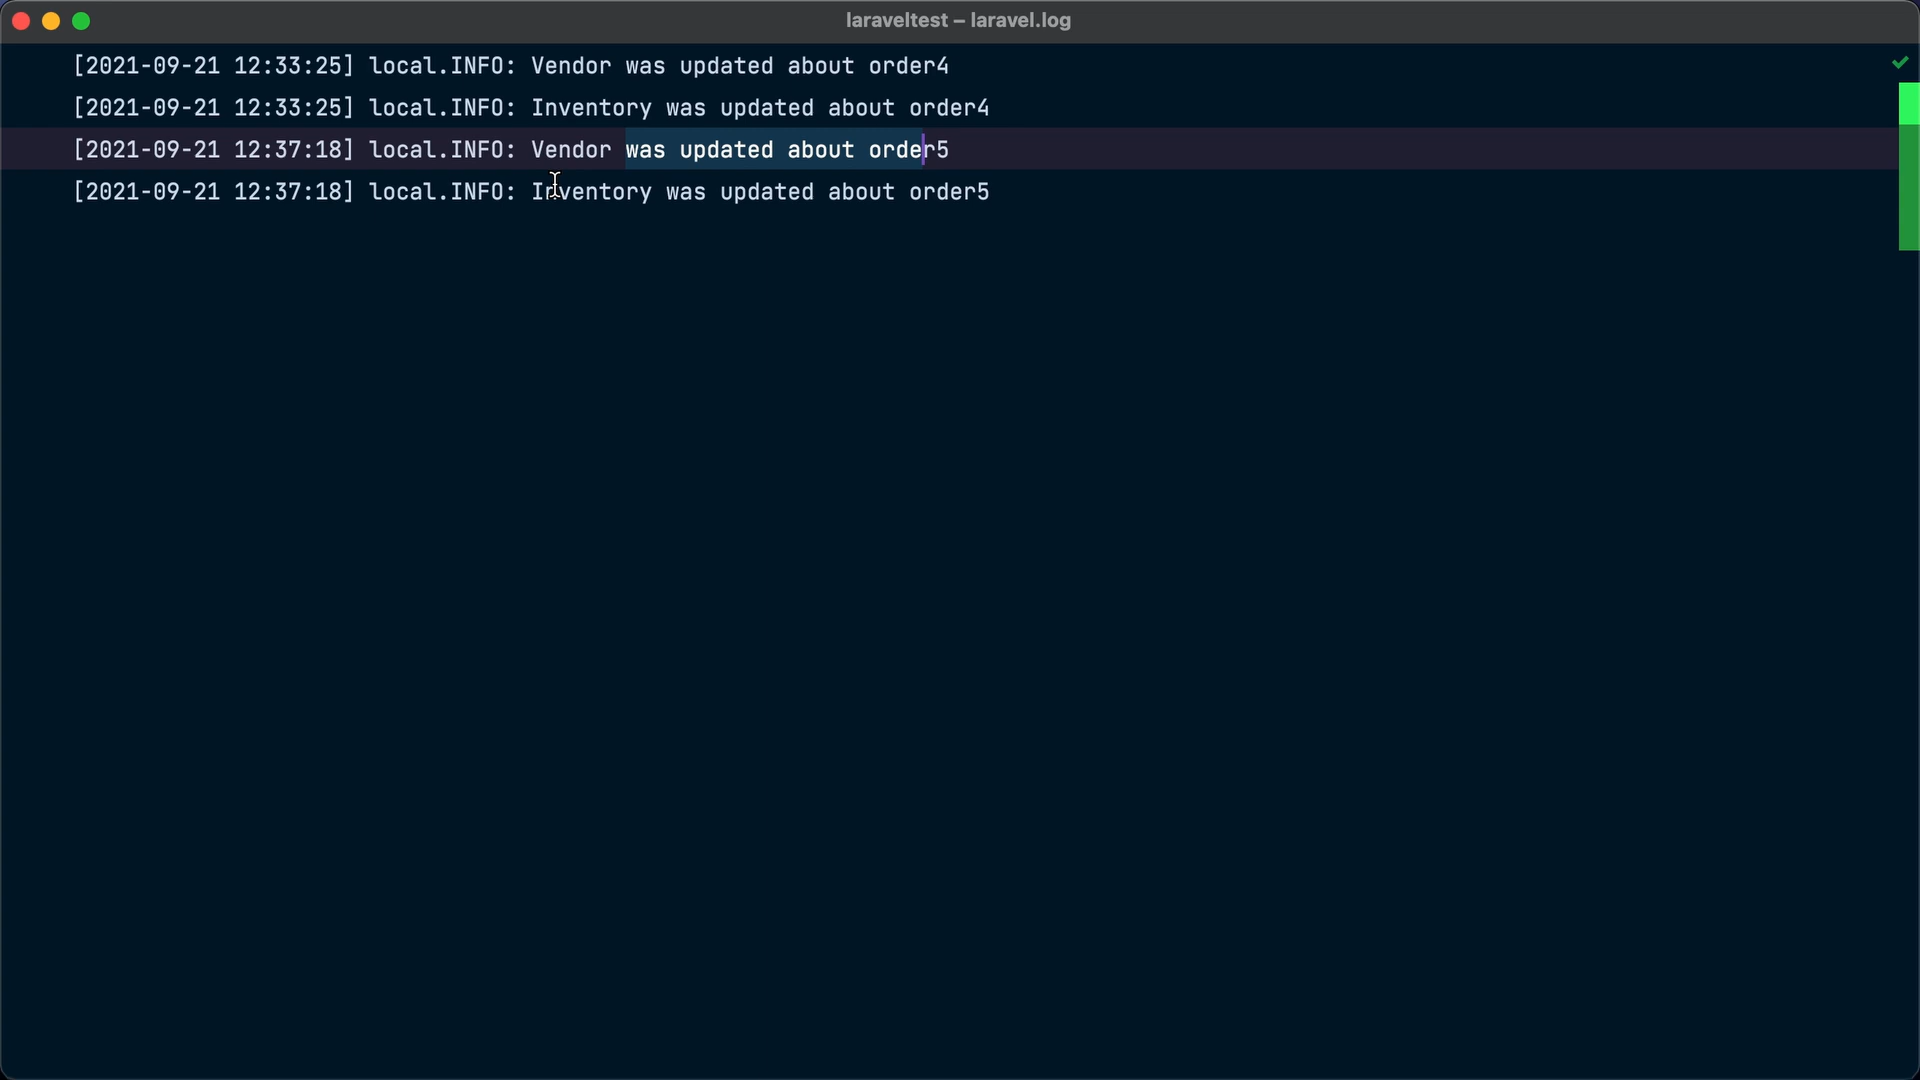 laraveltest – laravel.log
[2021-09-21 12:33:25] local.INFO: Vendor was updated about order4
[2021-09-21 12:33:25] local.INFO: Inventory was updated about order4
[2021-09-21 12:37:18] local.INFO: Vendor was updated about order5
[2021-09-21 12:37:18] local.INFO: Inventory was updated about order5